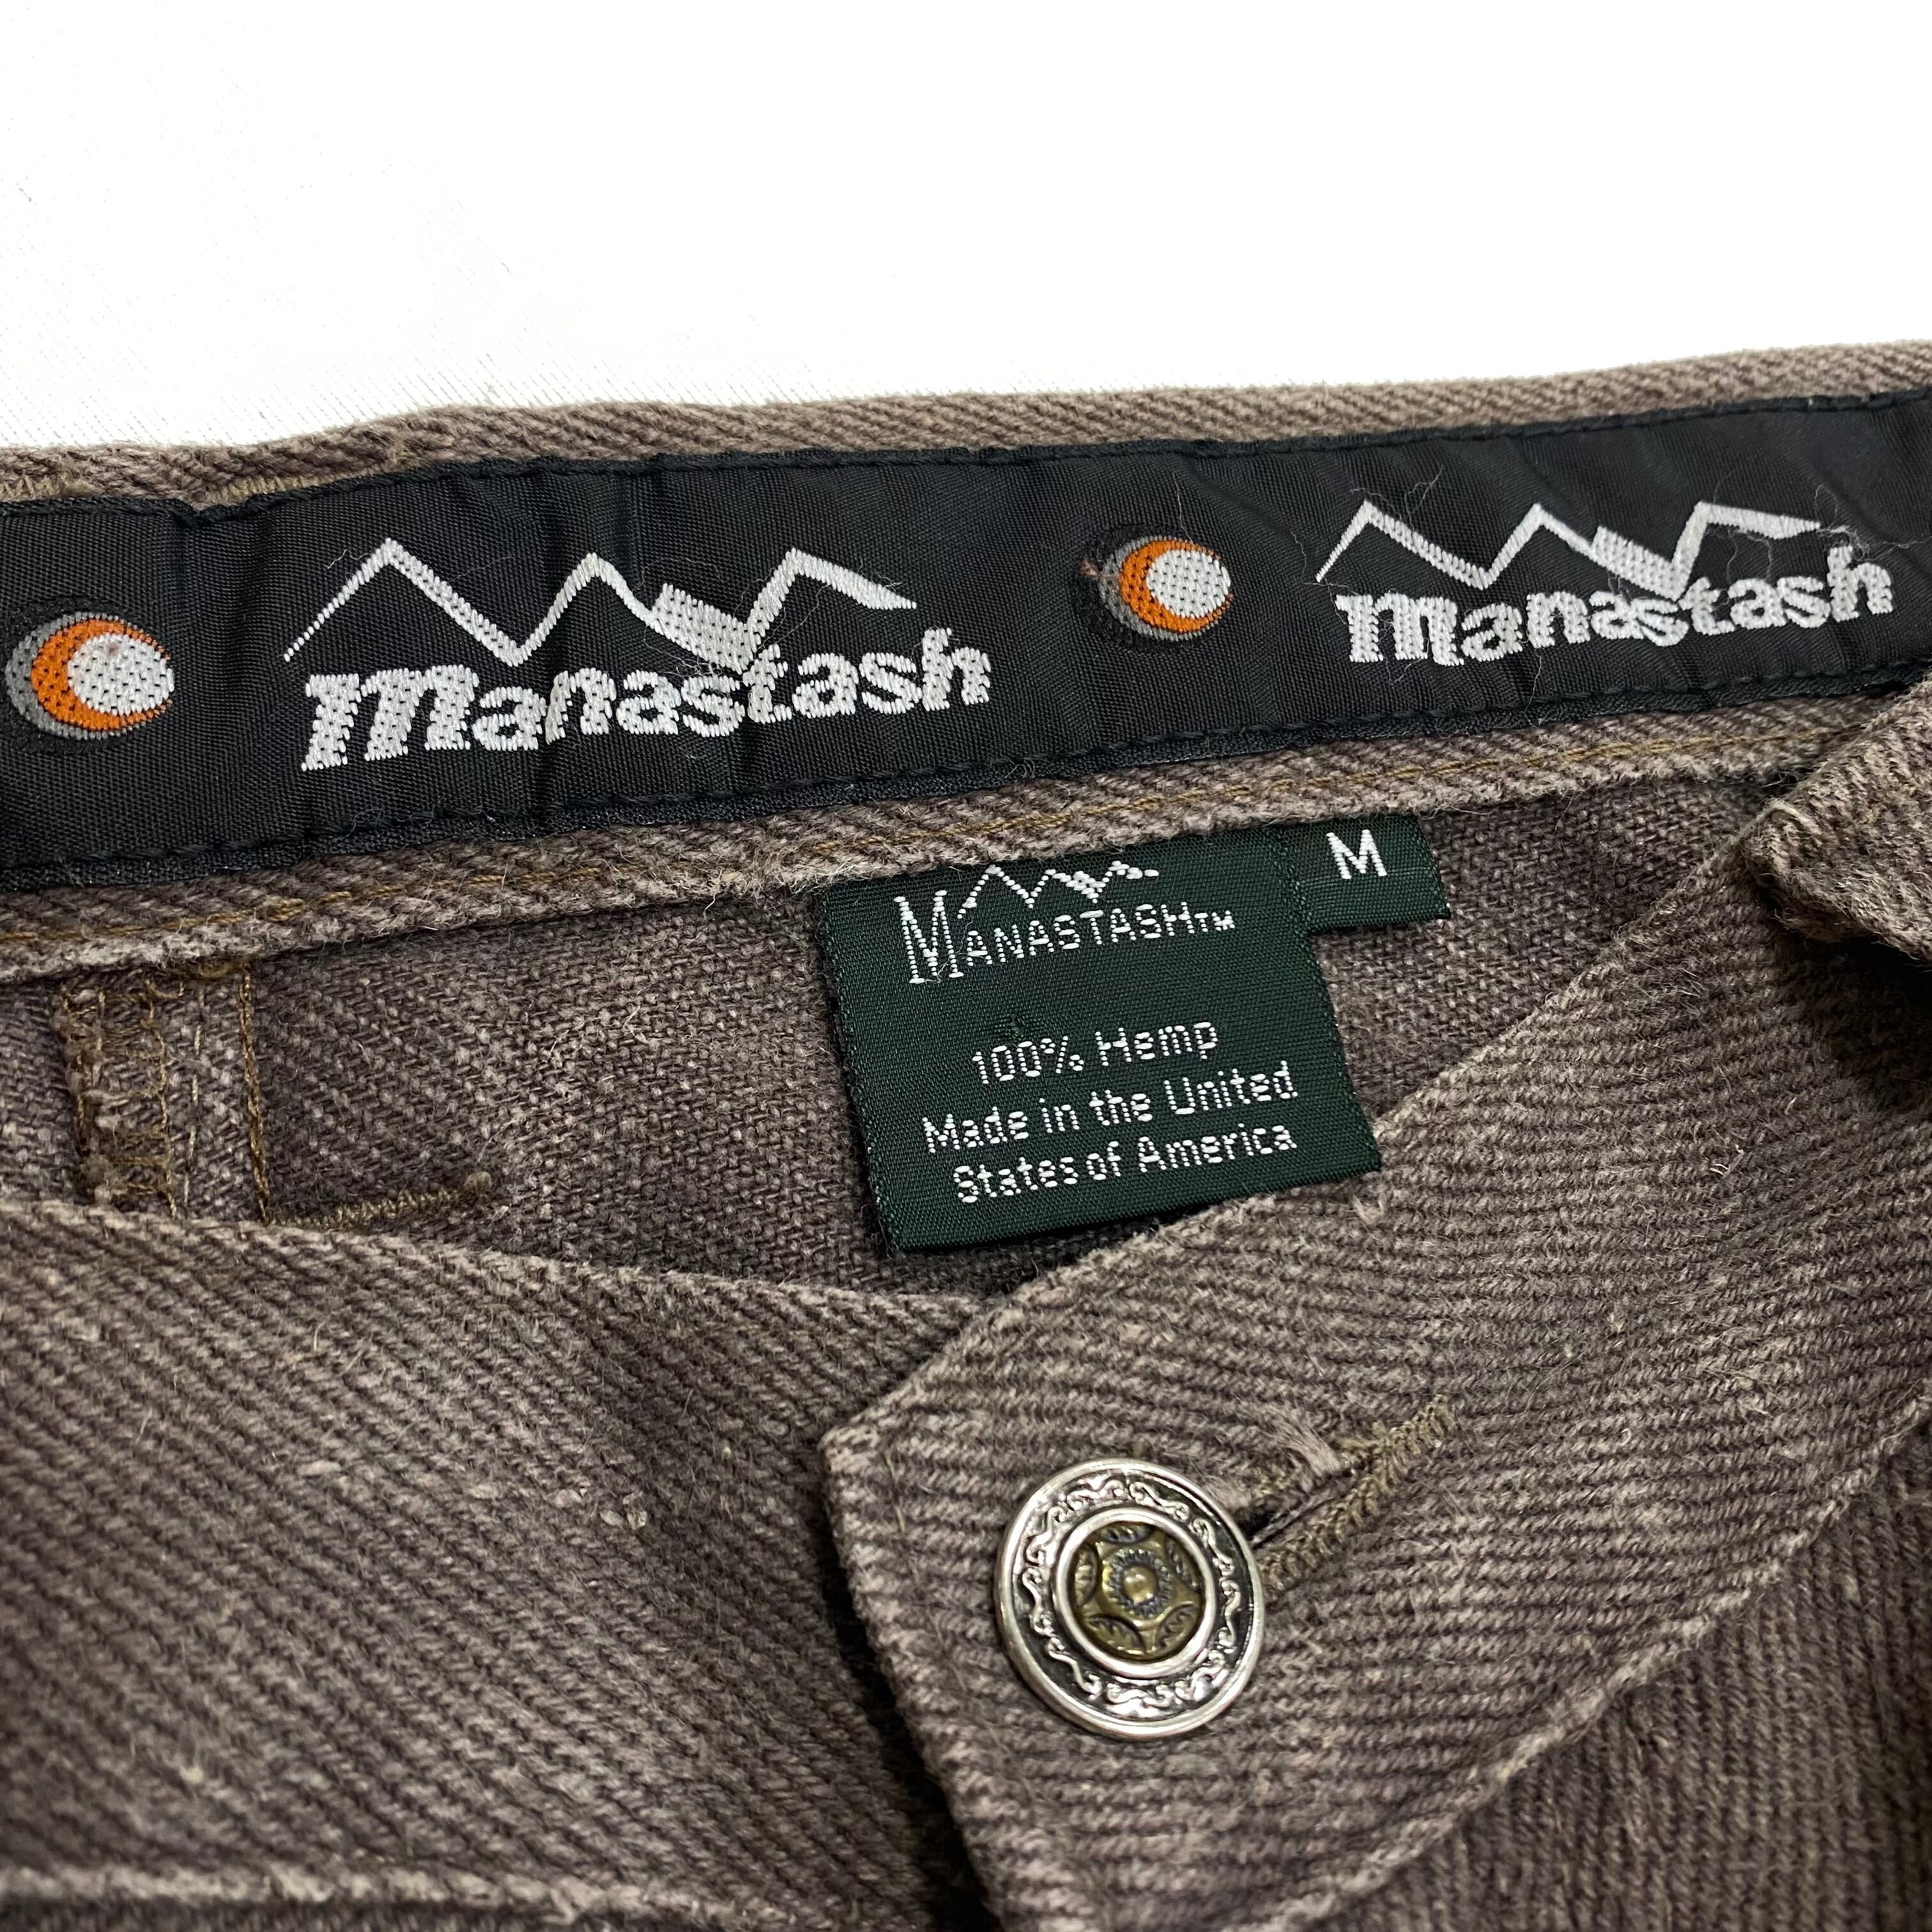 manastash
manastash
M
MANASTASH™
100% Hemp
Made in the United
States of America